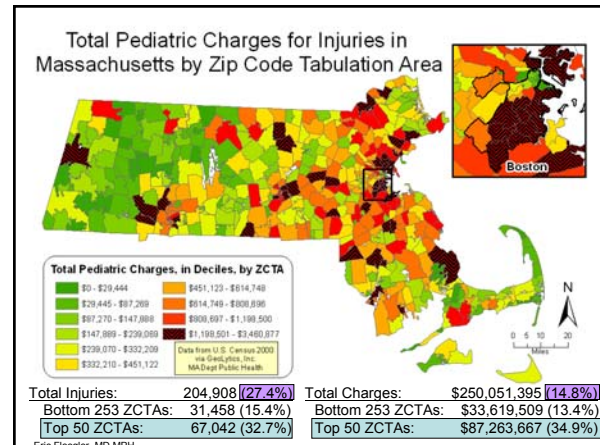 Total Pediatric Charges for Injuries in
Massachusetts by Zip Code Tabulation Area
Boston
Total Pediatric Charges, in Deciles, by ZCTA
$0 - $29,444
$29,445 - $87,269
$87,270 - $147,888
$147,889 - $239,069
$239,070 - $332,209
$332,210 - $451,122
$451,123 - $614,748
$614,749 - $808,696
$808,697 - $1,198,500
$1,198,501 - $3,460,877
Data from U.S. Census 2000
via GeoLytics, Inc.
MA Dept Public Health
N
0 5 10 20
Miles
Total Injuries: 204,908 (27.4%)
Bottom 253 ZCTAs: 31,458 (15.4%)
Top 50 ZCTAs: 67,042 (32.7%)
Total Charges: $250,051,395 (14.8%)
Bottom 253 ZCTAs: $33,619,509 (13.4%)
Top 50 ZCTAs: $87,263,667 (34.9%)